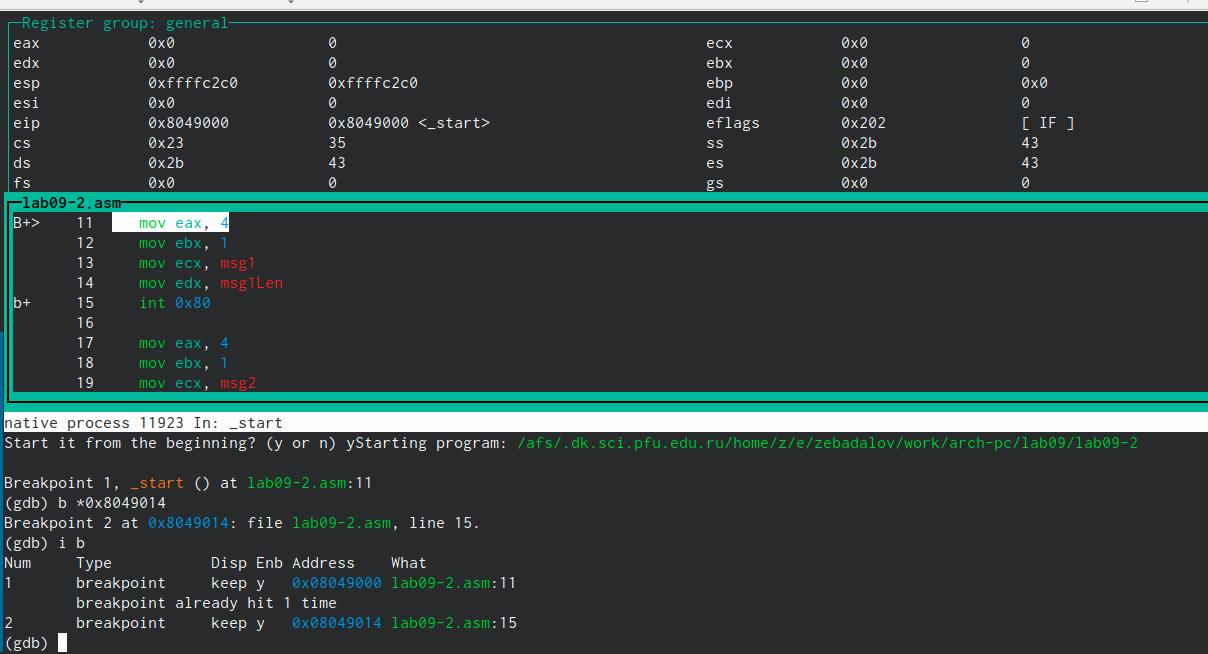 Register group: general
eax 0x0 0 ecx 0x0 0
edx 0x0 0 ebx 0x0 0
esp 0xffffc2c0 0xffffc2c0 ebp 0x0 0x0
esi 0x0 0 edi 0x0 0
eip 0x8049000 0x8049000 <_start> eflags 0x202 [ IF ]
cs 0x23 35 ss 0x2b 43
ds 0x2b 43 es 0x2b 43
fs 0x0 0 gs 0x0 0
lab09-2.asm
B+> 11 mov eax, 4
12 mov ebx, 1
13 mov ecx, msg1
14 mov edx, msg1Len
b+ 15 int 0x80
16
17 mov eax, 4
18 mov ebx, 1
19 mov ecx, msg2
native process 11923 In: _start
Start it from the beginning? (y or n) yStarting program: /afs/.dk.sci.pfu.edu.ru/home/z/e/zebadalov/work/arch-pc/lab09/lab09-2
Breakpoint 1, _start () at lab09-2.asm:11
(gdb) b *0x8049014
Breakpoint 2 at 0x8049014: file lab09-2.asm, line 15.
(gdb) i b
Num Type Disp Enb Address What
1 breakpoint keep y 0x08049000 lab09-2.asm:11
breakpoint already hit 1 time
2 breakpoint keep y 0x08049014 lab09-2.asm:15
(gdb)